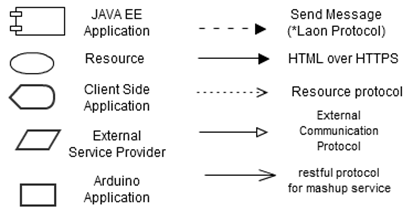 JAVA EE
Application
Send Message
(*Laon Protocol)
Resource
HTML over HTTPS
Client Side
Application
Resource protocol
External
Service Provider
External
Communication
Protocol
Arduino
Application
restful protocol
for mashup service